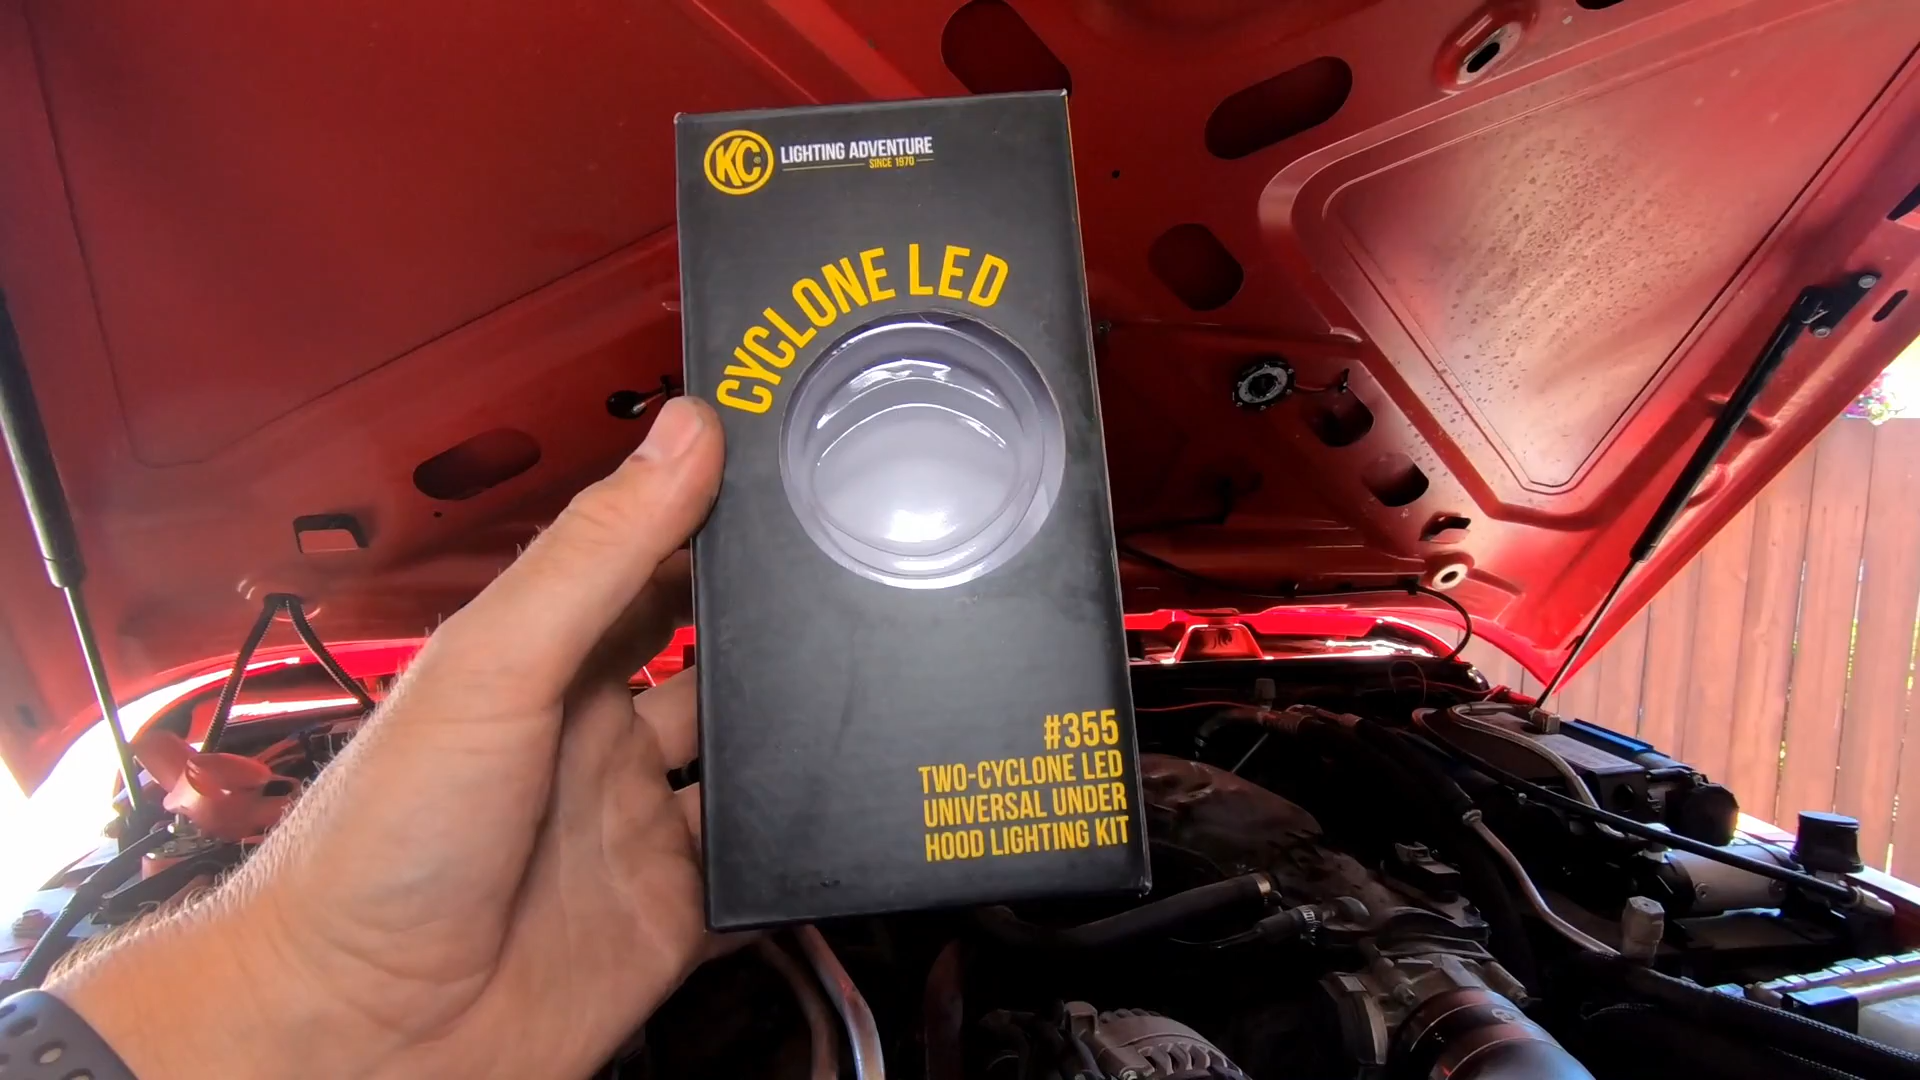 KC
LIGHTING ADVENTURE
SINCE 1970
CYCLONE LED
#355
TWO-CYCLONE LED
UNIVERSAL UNDER
HOOD LIGHTING KIT